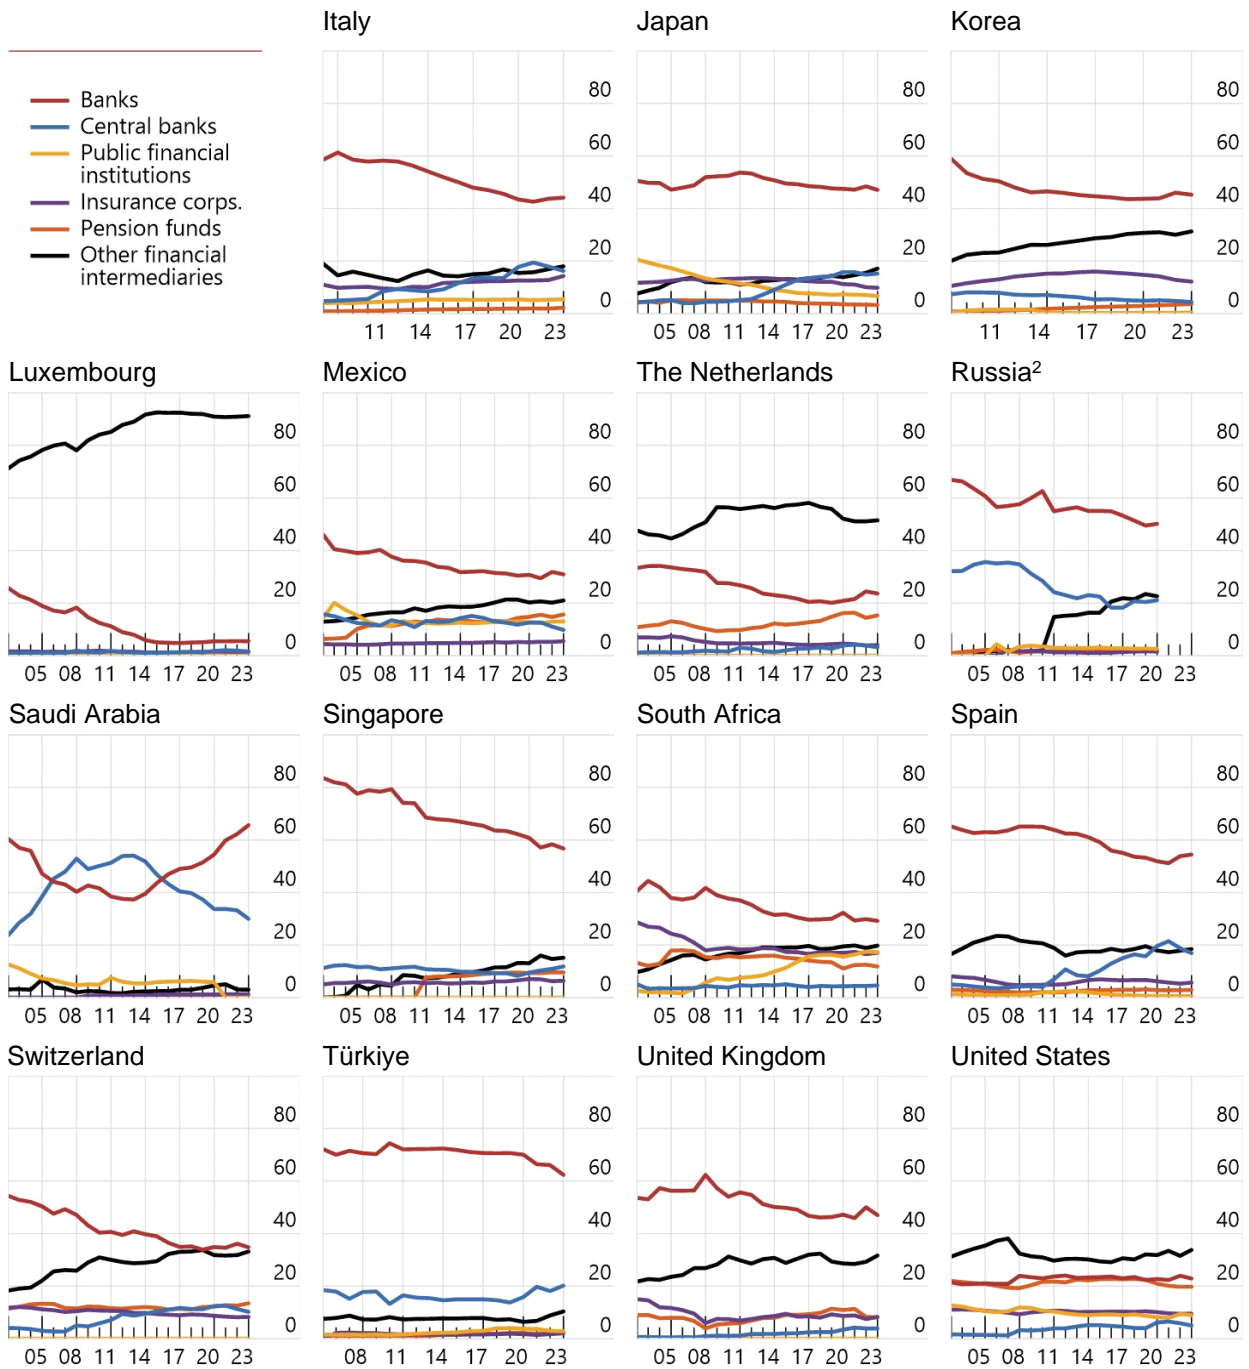 Italy
Japan
Korea
Banks
Central banks
Public financial
institutions
Insurance corps.
Pension funds
Other financial
intermediaries
80
60
40
20
0
11 14 17 20 23
80
60
40
20
0
05 08 11 14 17 20 23
80
60
40
20
0
11 14 17 20 23
Luxembourg
Mexico
The Netherlands
Russia²
80
60
40
20
0
05 08 11 14 17 20 23
80
60
40
20
0
05 08 11 14 17 20 23
80
60
40
20
0
05 08 11 14 17 20 23
80
60
40
20
0
05 08 11 14 17 20 23
Saudi Arabia
Singapore
South Africa
Spain
80
60
40
20
0
05 08 11 14 17 20 23
80
60
40
20
0
05 08 11 14 17 20 23
80
60
40
20
0
05 08 11 14 17 20 23
80
60
40
20
0
05 08 11 14 17 20 23
Switzerland
Türkiye
United Kingdom
United States
80
60
40
20
0
05 08 11 14 17 20 23
80
60
40
20
0
08 11 14 17 20 23
80
60
40
20
0
05 08 11 14 17 20 23
80
60
40
20
0
05 08 11 14 17 20 23